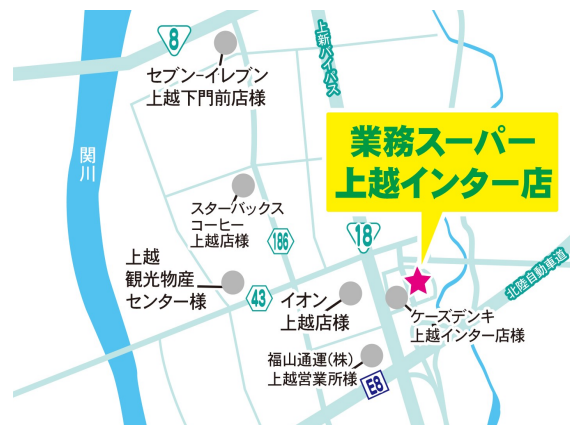 8
セブン-イレブン
上越下門前店様
上新バイパス
関川
業務スーパー
上越インター店
スターバックス
コーヒー
上越店様
186
18
上越
観光物産
センター様
43
イオン
上越店様
北陸自動車道
ケーズデンキ
上越インター店様
福山通運(株)
上越営業所様
E8